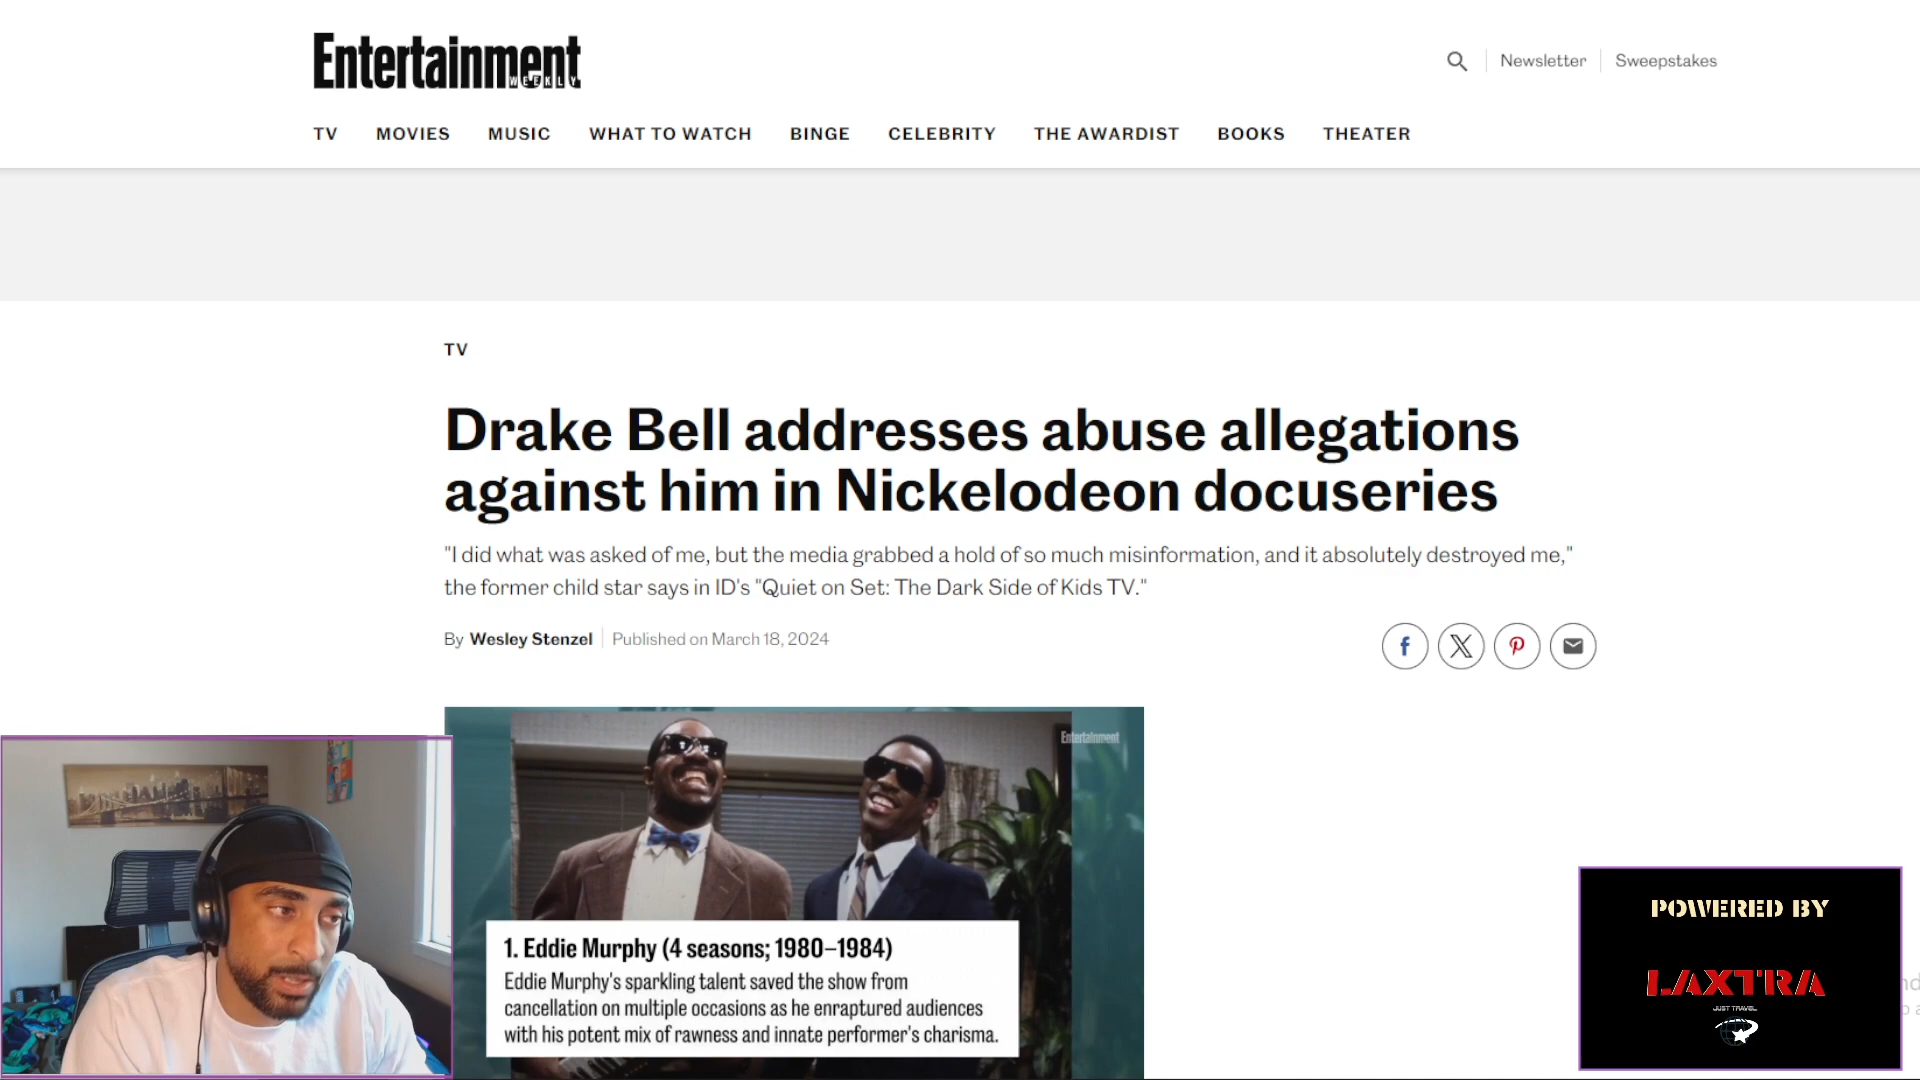 Entertainment
WEEKLY
Newsletter
Sweepstakes
TV MOVIES MUSIC WHAT TO WATCH BINGE CELEBRITY THE AWARDIST BOOKS THEATER
TV
Drake Bell addresses abuse allegations
against him in Nickelodeon docuseries
"I did what was asked of me, but the media grabbed a hold of so much misinformation, and it absolutely destroyed me,"
the former child star says in ID's "Quiet on Set: The Dark Side of Kids TV."
By Wesley Stenzel Published on March 18, 2024
Entertainment
1. Eddie Murphy (4 seasons; 1980–1984)
Eddie Murphy's sparkling talent saved the show from
cancellation on multiple occasions as he enraptured audiences
with his potent mix of rawness and innate performer's charisma.
POWERED BY
LAXTRA
JUST TRAVEL